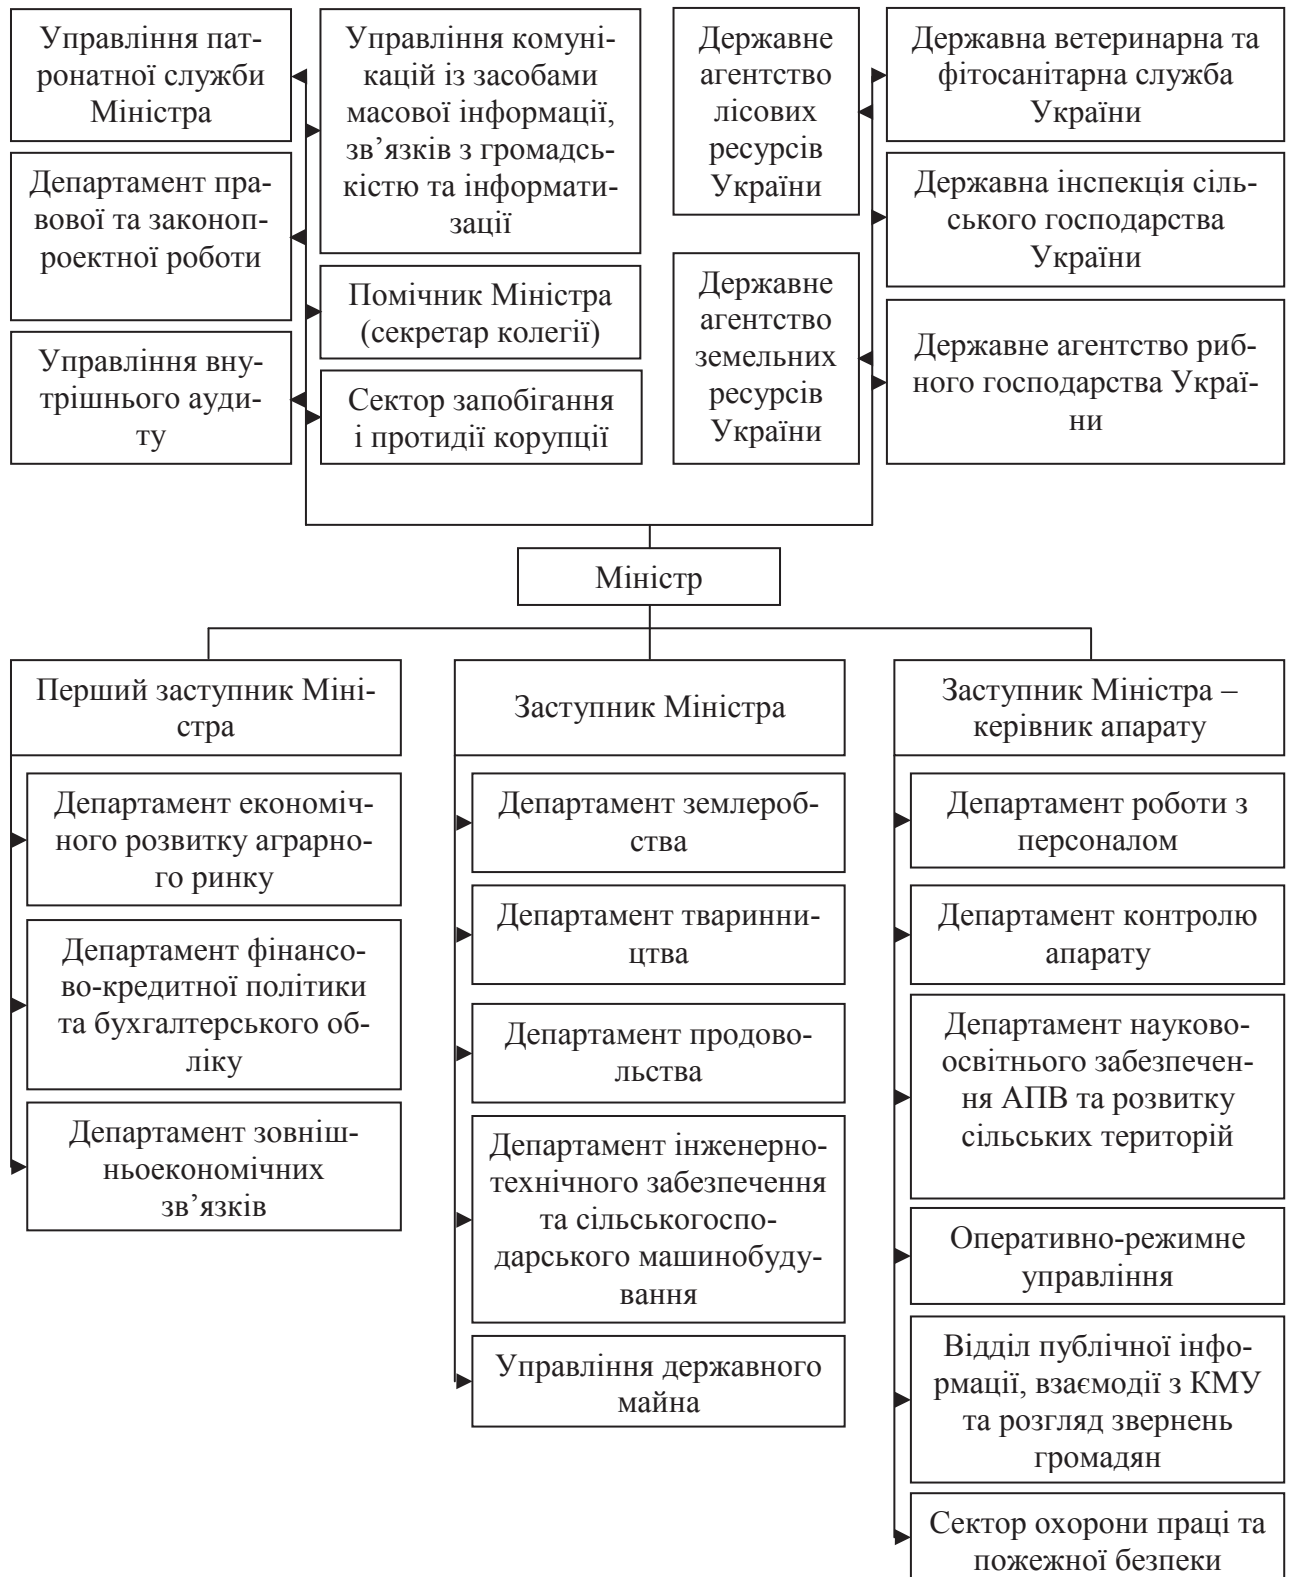 Управління пат-
ронатної служби
Міністра
Департамент пра-
вової та законоп-
роектної роботи
Управління вну-
трішнього ауди-
ту
Управління комуні-
кацій із засобами
масової інформації,
зв’язків з громадсь-
кістю та інформати-
зації
Помічник Міністра
(секретар колегії)
Сектор запобігання
і протидії корупції
Державне
агентство
лісових
ресурсів
України
Державне
агентство
земельних
ресурсів
України
Державна ветеринарна та
фітосанітарна служба
України
Державна інспекція сіль-
ського господарства
України
Державне агентство риб-
ного господарства Украї-
ни
Міністр
Перший заступник Міні-
стра
Департамент економіч-
ного розвитку аграрно-
го ринку
Департамент фінансо-
во-кредитної політики
та бухгалтерського об-
ліку
Департамент зовніш-
ньоекономічних
зв’язків
Заступник Міністра
Департамент землероб-
ства
Департамент тваринни-
цтва
Департамент продово-
льства
Департамент інженерно-
технічного забезпечення
та сільськогоспо-
дарського машинобуду-
вання
Управління державного
майна
Заступник Міністра –
керівник апарату
Департамент роботи з
персоналом
Департамент контролю
апарату
Департамент науково-
освітнього забезпечен-
ня АПВ та розвитку
сільських територій
Оперативно-режимне
управління
Відділ публічної інфо-
рмації, взаємодії з КМУ
та розгляд звернень
громадян
Сектор охорони праці та
пожежної безпеки